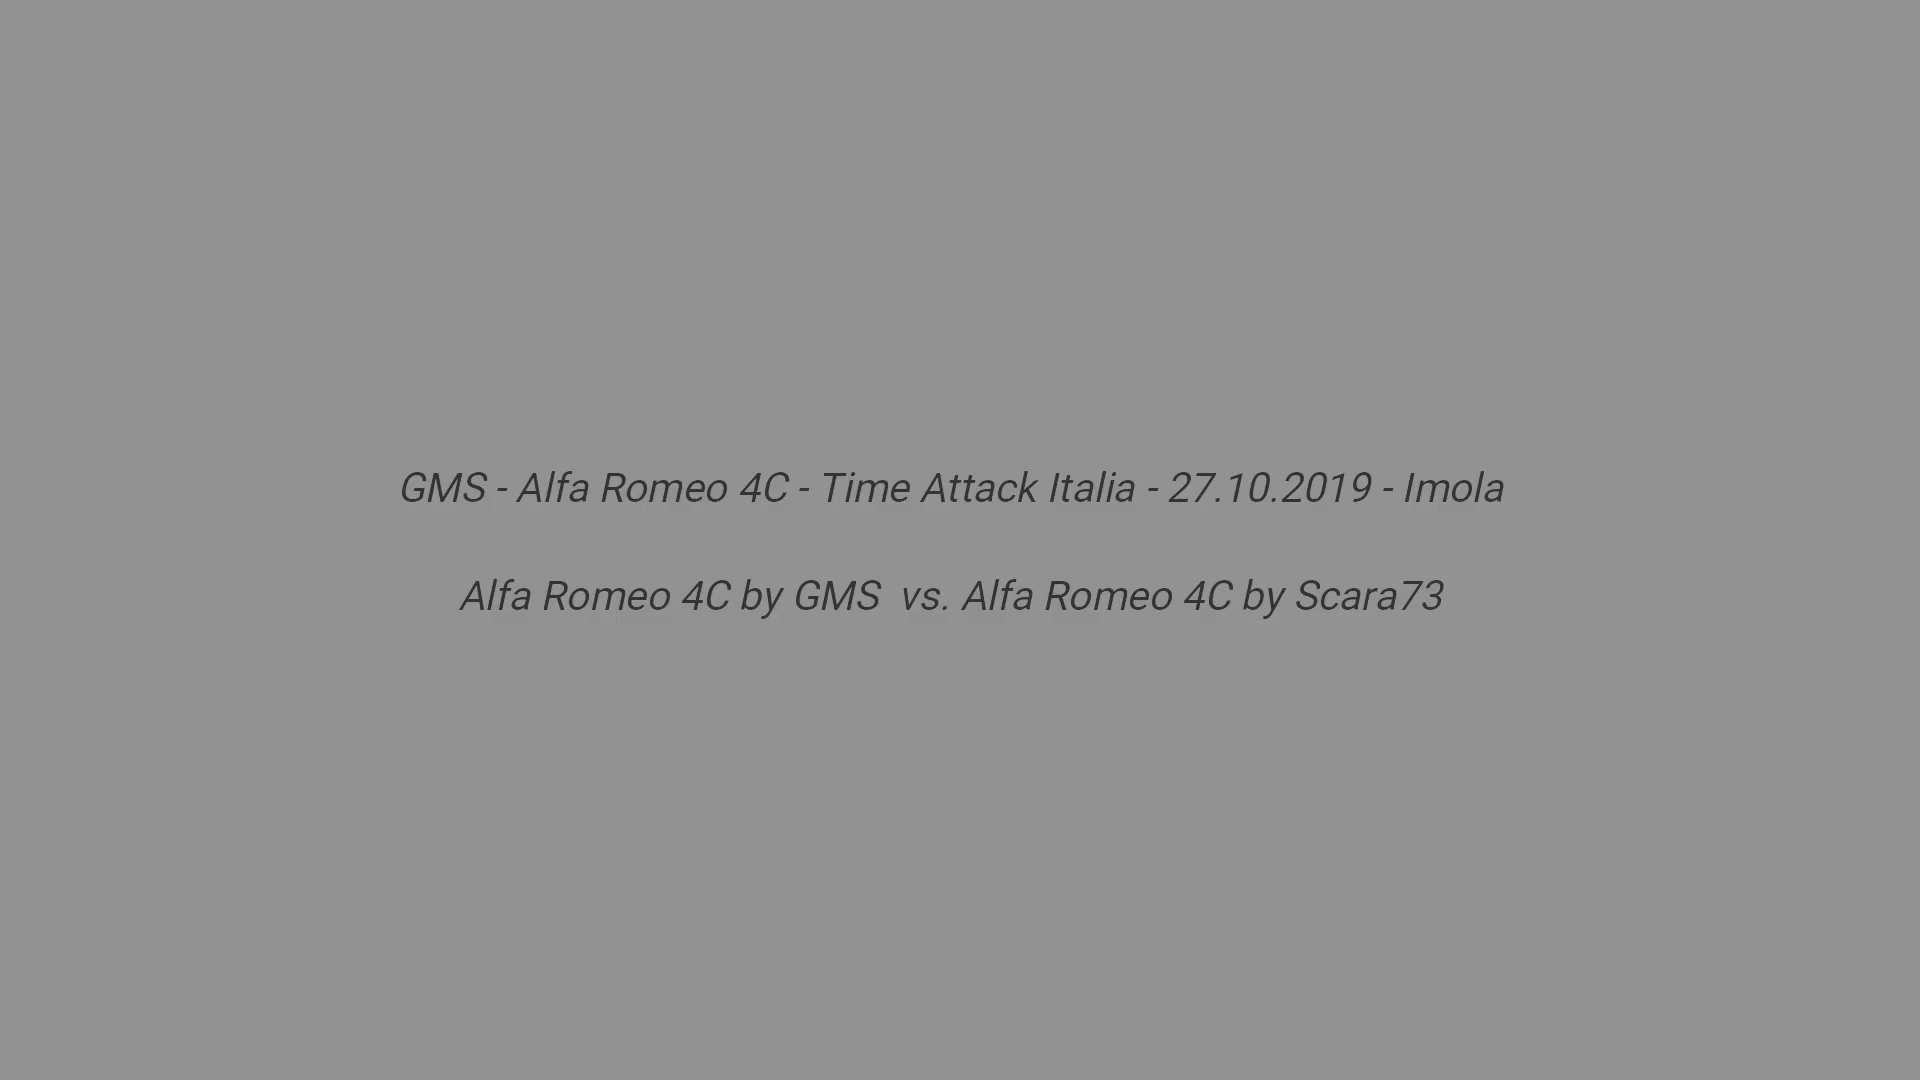 GMS - Alfa Romeo 4C - Time Attack Italia - 27.10.2019 - Imola
Alfa Romeo 4C by GMS  vs. Alfa Romeo 4C by Scara73